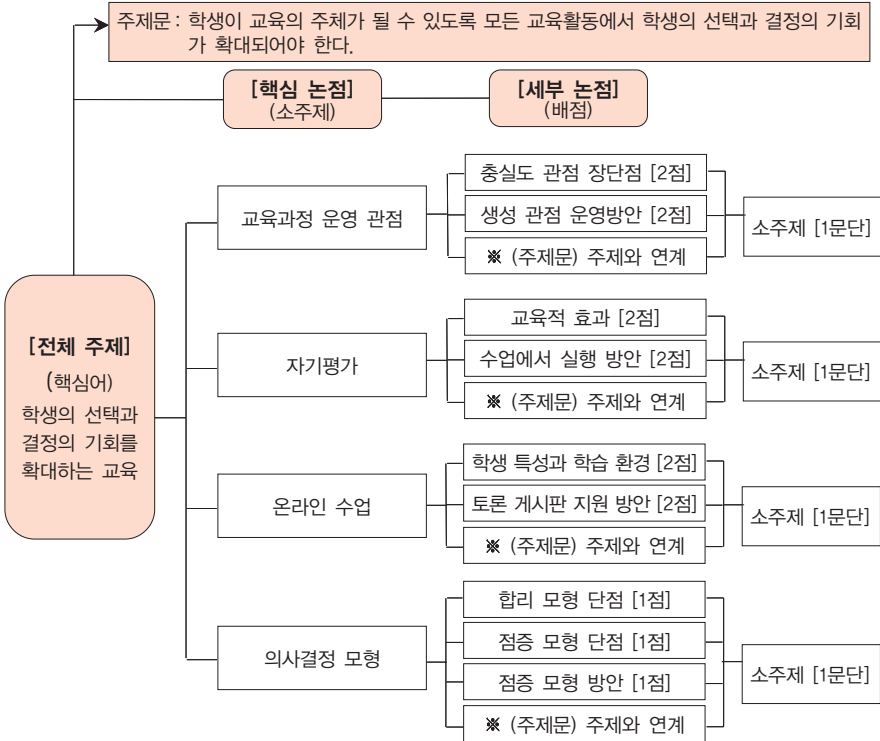 주제문 : 학생이 교육의 주체가 될 수 있도록 모든 교육활동에서 학생의 선택과 결정의 기회
가 확대되어야 한다.
[핵심 논점]
(소주제)
[세부 논점]
(배점)
[전체 주제]
(핵심어)
학생의 선택과
결정의 기회를
확대하는 교육
교육과정 운영 관점
충실도 관점 장단점 [2점]
생성 관점 운영방안 [2점]
※ (주제문) 주제와 연계
소주제 [1문단]
자기평가
교육적 효과 [2점]
수업에서 실행 방안 [2점]
※ (주제문) 주제와 연계
소주제 [1문단]
온라인 수업
학생 특성과 학습 환경 [2점]
토론 게시판 지원 방안 [2점]
※ (주제문) 주제와 연계
소주제 [1문단]
의사결정 모형
합리 모형 단점 [1점]
점증 모형 단점 [1점]
점증 모형 방안 [1점]
※ (주제문) 주제와 연계
소주제 [1문단]